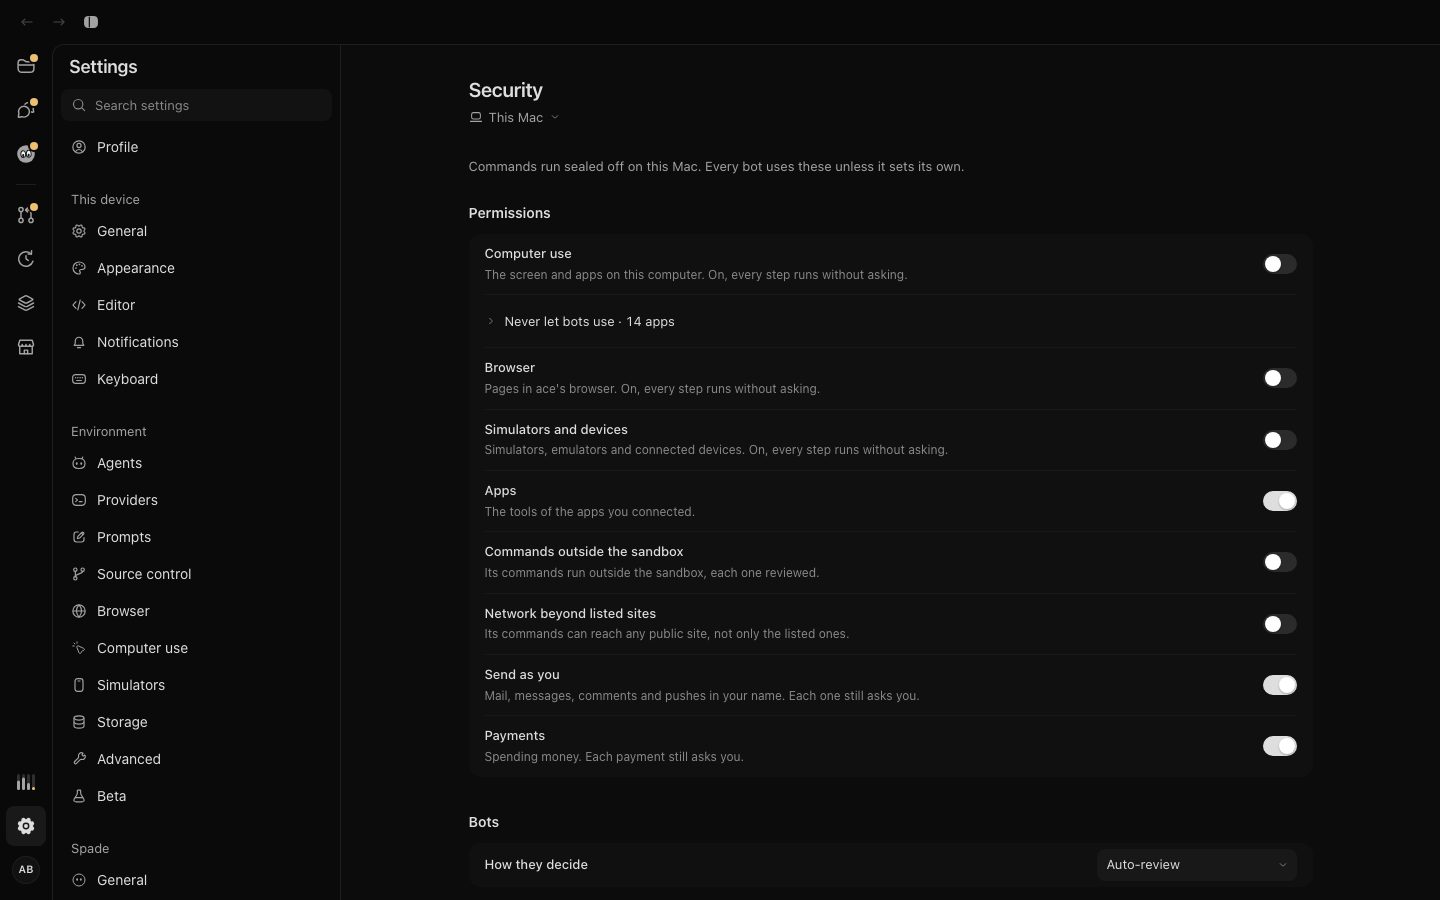 Settings
Search settings
Profile
This device
General
Appearance
Editor
Notifications
Keyboard
Environment
Agents
Providers
Prompts
Source control
Browser
Computer use
Simulators
Storage
Advanced
Beta
Spade
General
AB
Security
This Mac
Commands run sealed off on this Mac. Every bot uses these unless it sets its own.
Permissions
Computer use
The screen and apps on this computer. On, every step runs without asking.
Never let bots use · 14 apps
Browser
Pages in ace's browser. On, every step runs without asking.
Simulators and devices
Simulators, emulators and connected devices. On, every step runs without asking.
Apps
The tools of the apps you connected.
Commands outside the sandbox
Its commands run outside the sandbox, each one reviewed.
Network beyond listed sites
Its commands can reach any public site, not only the listed ones.
Send as you
Mail, messages, comments and pushes in your name. Each one still asks you.
Payments
Spending money. Each payment still asks you.
Bots
How they decide
Auto-review